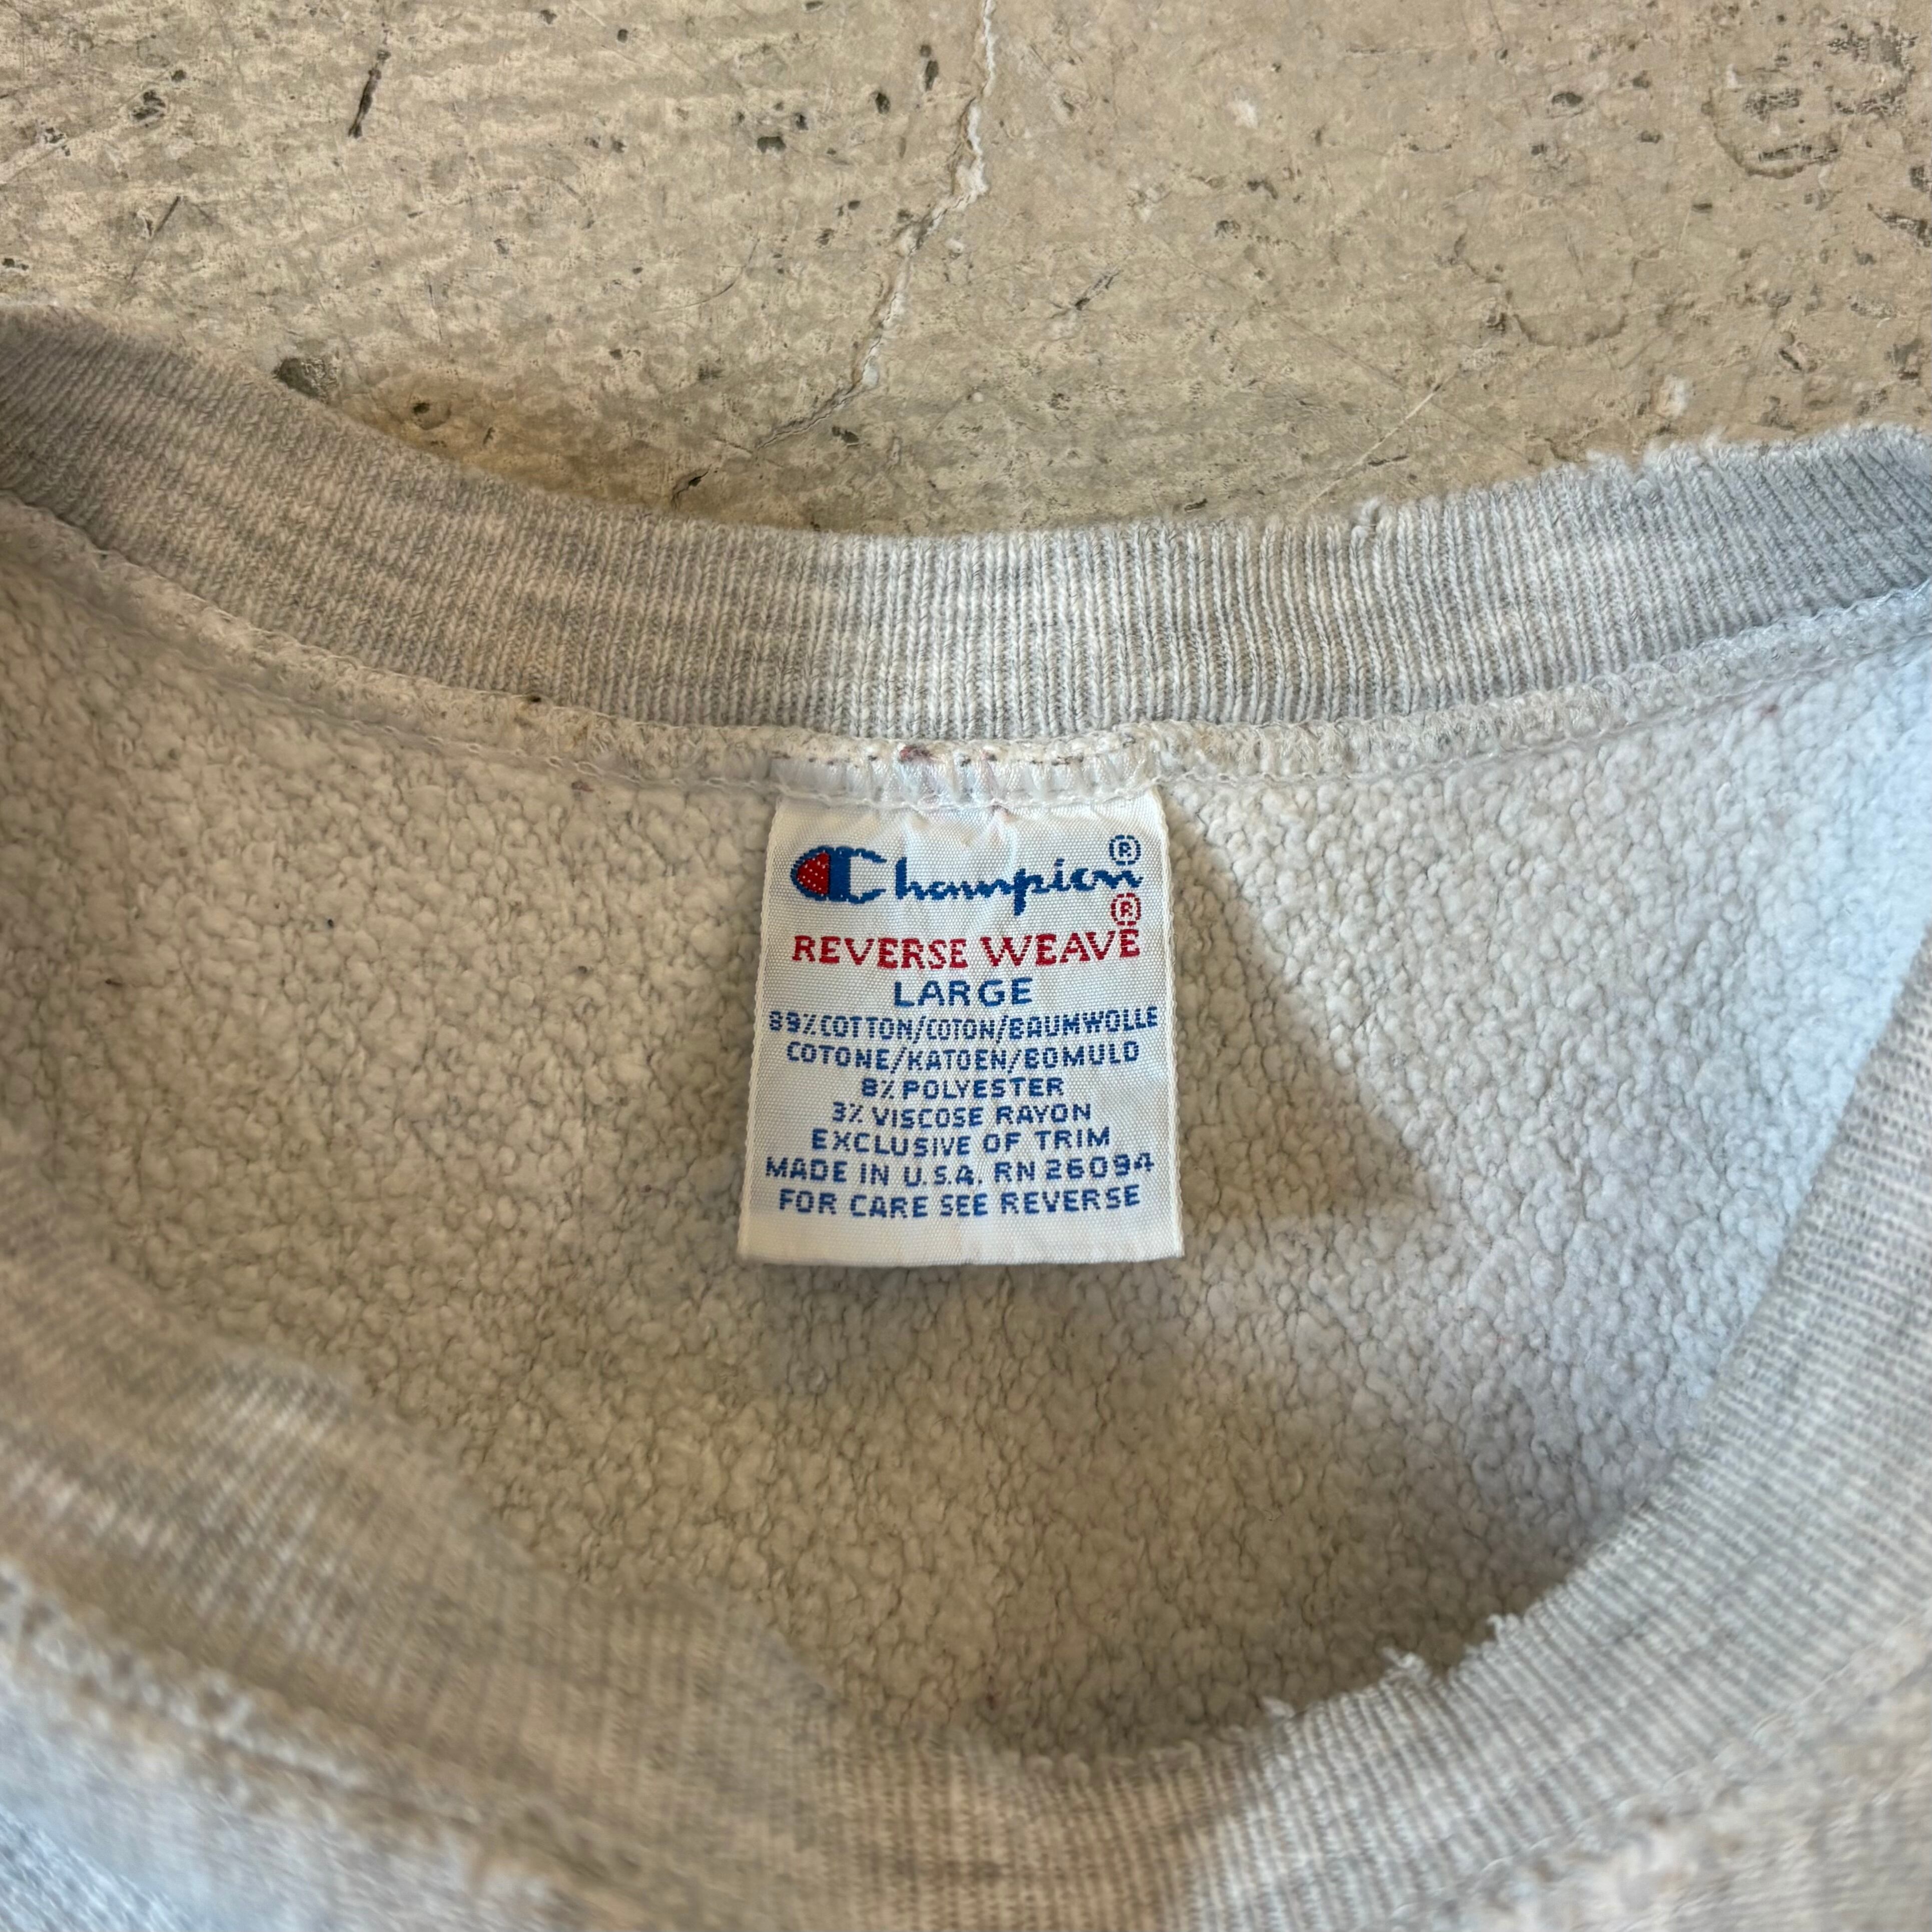 Champion®
REVERSE WEAVE®
LARGE
89% COTTON/COTON/BAUMWOLLE
COTONE/KATOEN/BOMULD
8% POLYESTER
3% VISCOSE RAYON
EXCLUSIVE OF TRIM
MADE IN U.S.A. RN 26094
FOR CARE SEE REVERSE